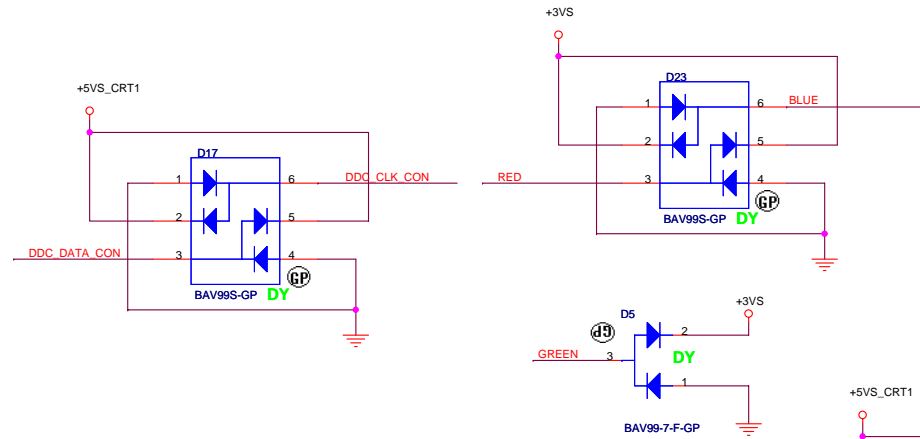 +5VS_CRT1
D17
1
6
DDC_CLK_CON
2
5
DDC_DATA_CON
3
4
GP
BAV99S-GP
DY
+3VS
D23
1
6
BLUE
2
5
RED
3
4
GP
BAV99S-GP
DY
+3VS
D5
GP
2
GREEN
3
DY
1
BAV99-7-F-GP
+5VS_CRT1